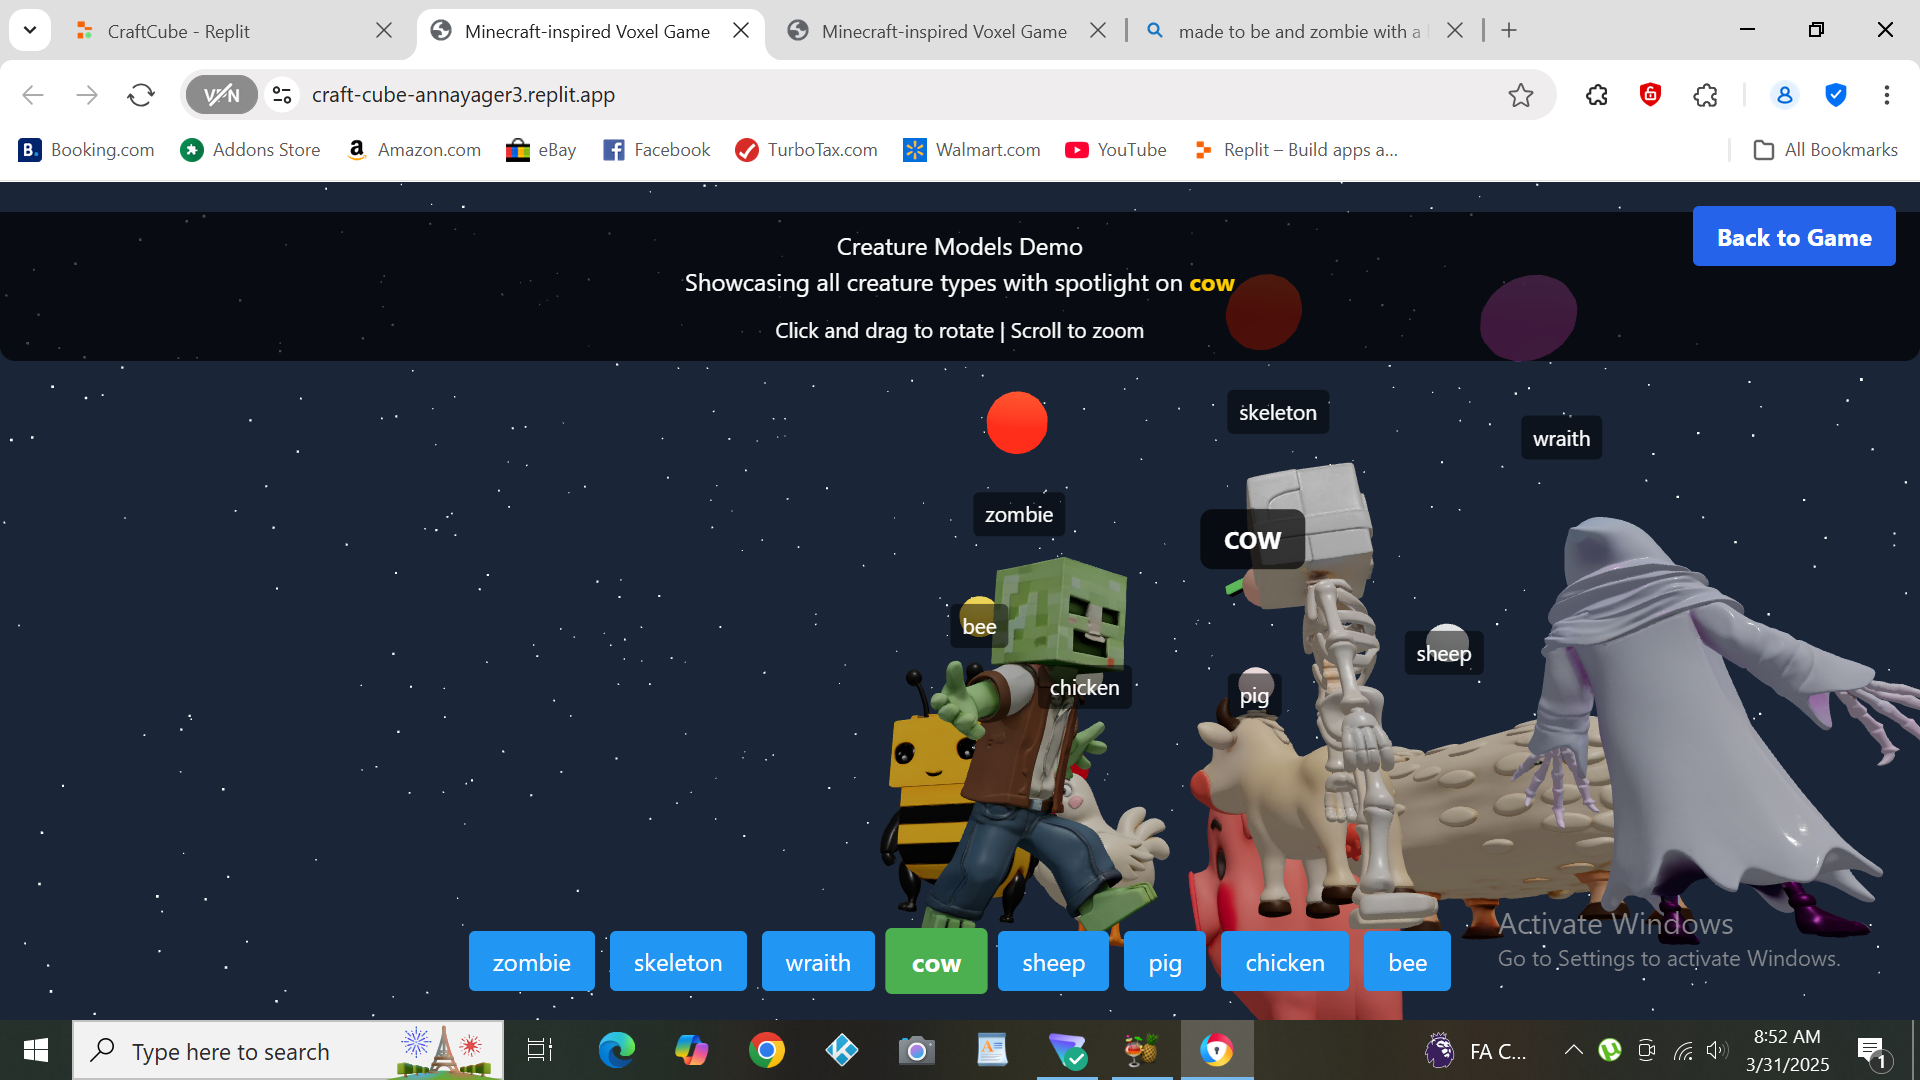 CraftCube - Replit
Minecraft-inspired Voxel Game
Minecraft-inspired Voxel Game
made to be and zombie with a
VPN
craft-cube-annayager3.replit.app
B.
Booking.com
Addons Store
Amazon.com
eBay
Facebook
TurboTax.com
Walmart.com
YouTube
Replit – Build apps a...
All Bookmarks
Creature Models Demo
Back to Game
Showcasing all creature types with spotlight on cow
Click and drag to rotate | Scroll to zoom
skeleton
wraith
zombie
cow
bee
sheep
chicken
pig
Activate Windows
Go to Settings to activate Windows.
zombie
skeleton
wraith
cow
sheep
pig
chicken
bee
Type here to search
FA C...
8:52 AM
3/31/2025
1